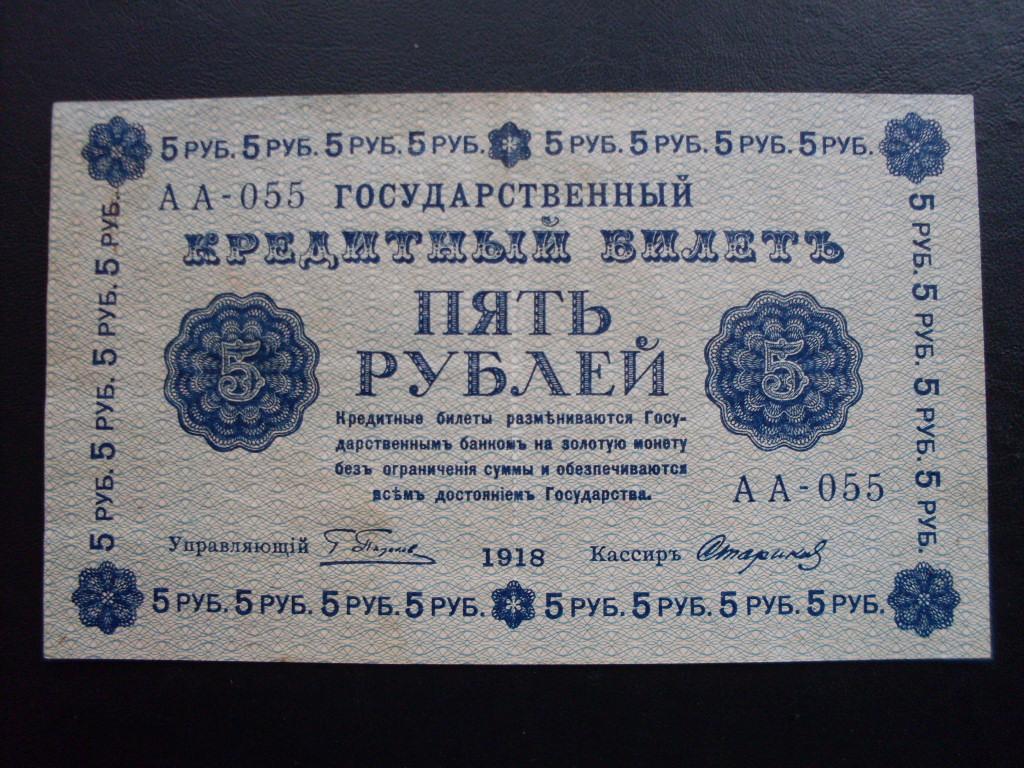 5 РУБ. 5 РУБ. 5 РУБ. 5 РУБ. 5 РУБ. 5 РУБ. 5 РУБ. 5 РУБ.
АА-055 ГОСУДАРСТВЕННЫЙ
КРЕДИТНЫЙ БИЛЕТЪ
ПЯТЬ
РУБЛЕЙ
5
5
Кредитные билеты размѣниваются Госу-
дарственнымъ банкомъ на золотую монету
безъ ограниченія суммы и обезпечиваются
всѣмъ достояніемъ Государства.
АА-055
Управляющій
1918 Кассиръ Стариков
5 РУБ. 5 РУБ. 5 РУБ. 5 РУБ. 5 РУБ. 5 РУБ. 5 РУБ. 5 РУБ.
5 РУБ. 5 РУБ. 5 РУБ. 5 РУБ.
5 РУБ. 5 РУБ. 5 РУБ. 5 РУБ.